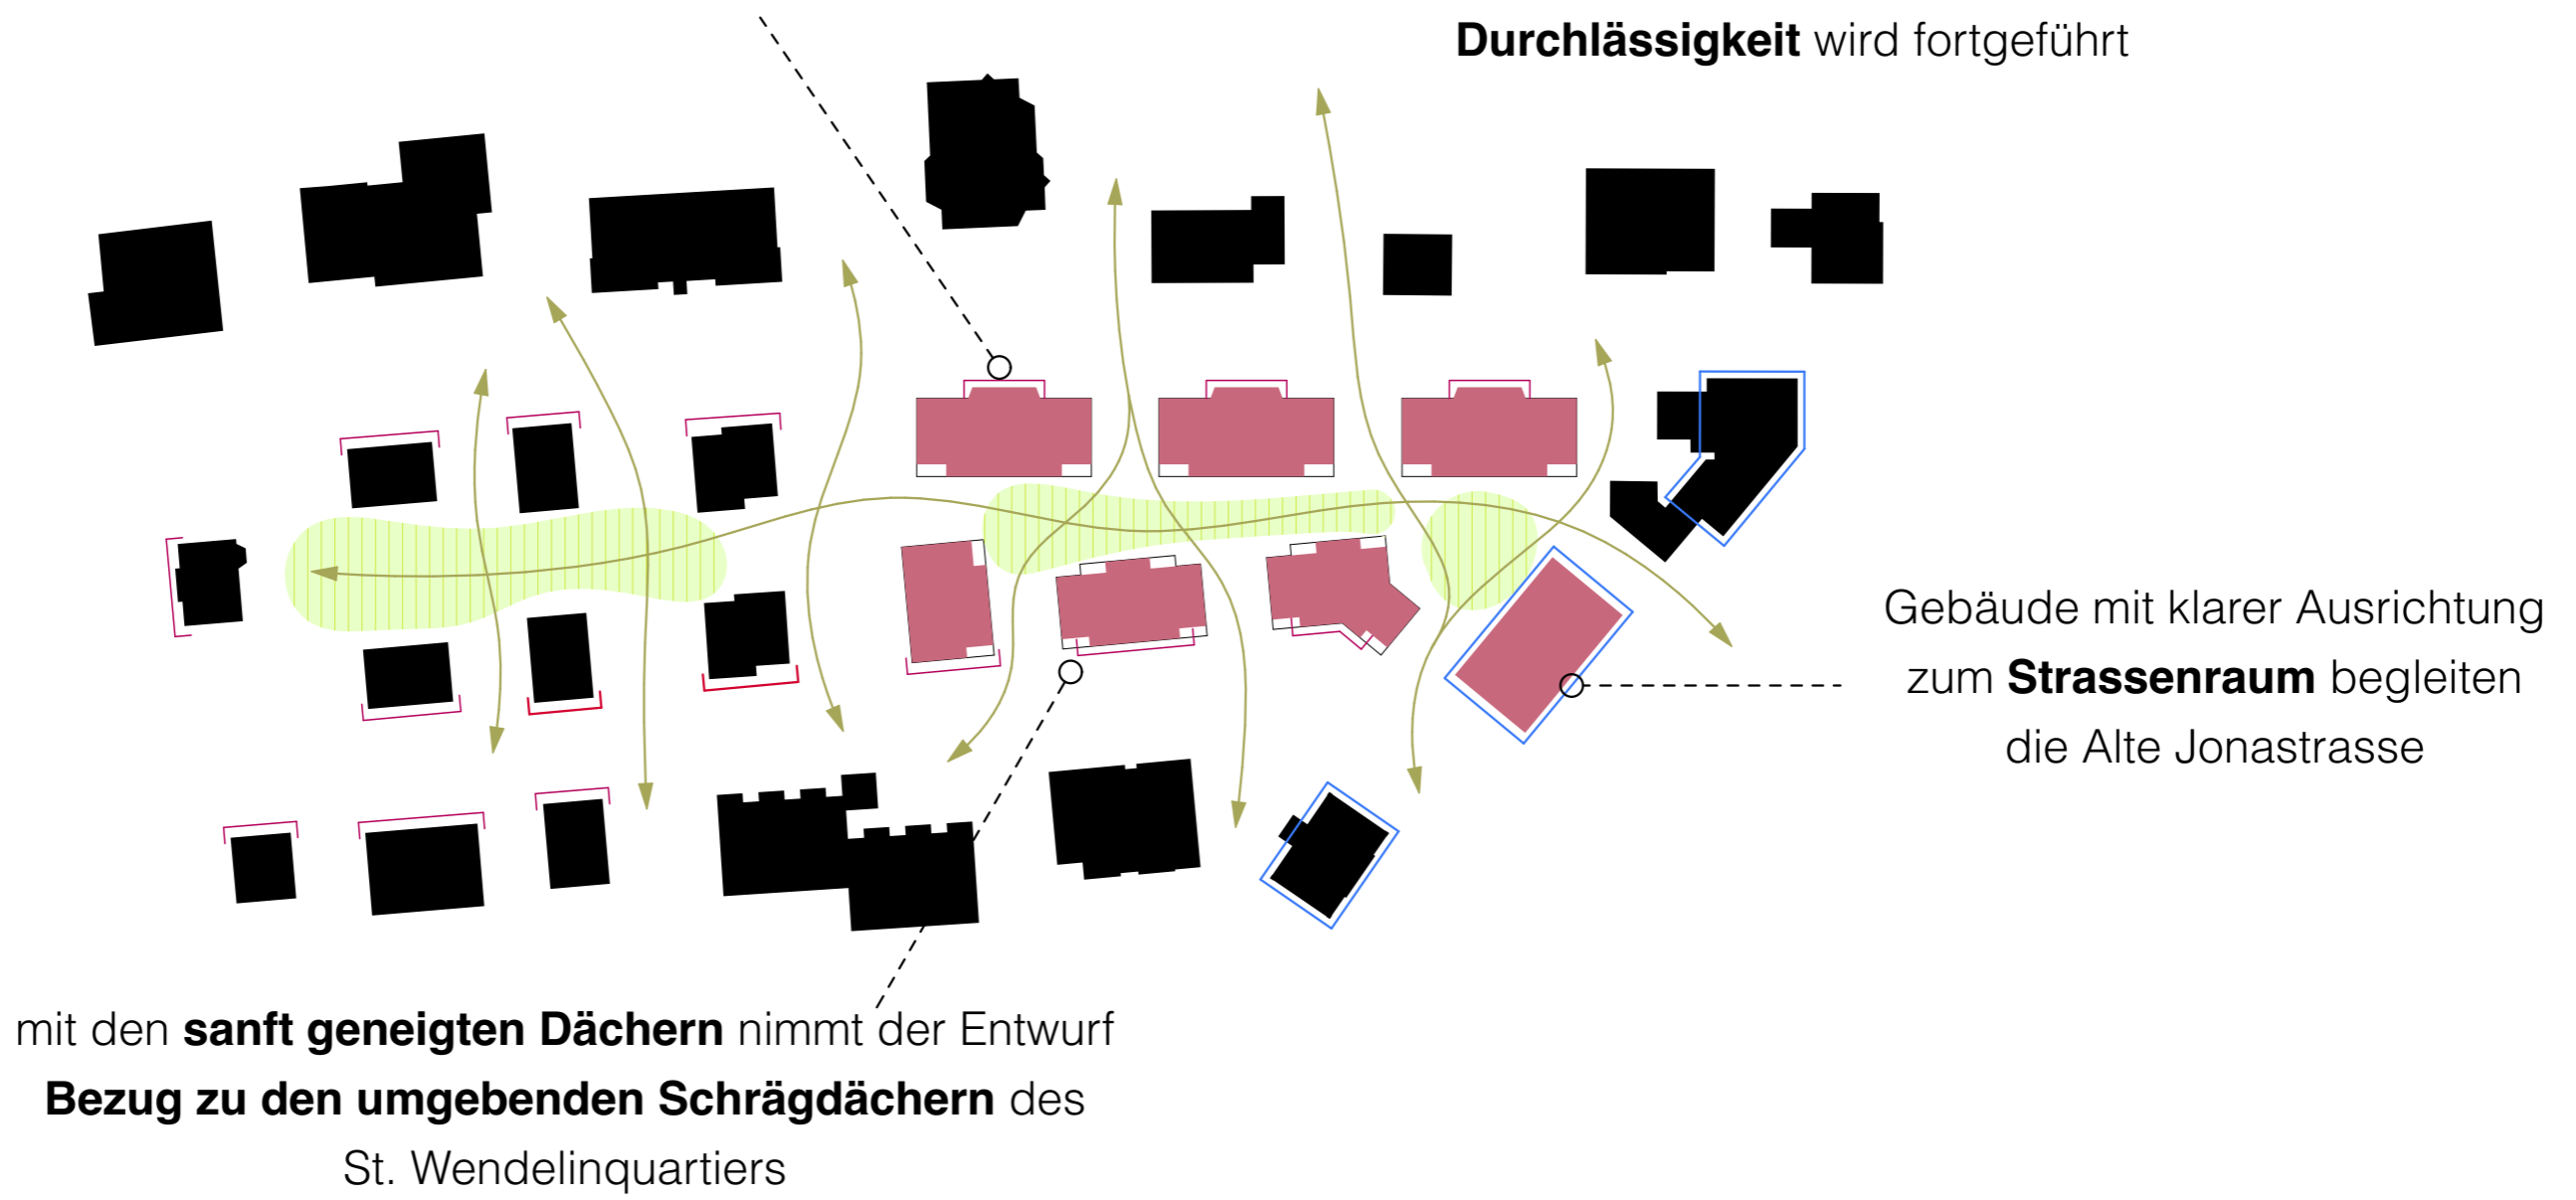 Durchlässigkeit wird fortgeführt
Gebäude mit klarer Ausrichtung
zum Strassenraum begleiten
die Alte Jonastrasse
mit den sanft geneigten Dächern nimmt der Entwurf
Bezug zu den umgebenden Schrägdächern des
St. Wendelinquartiers